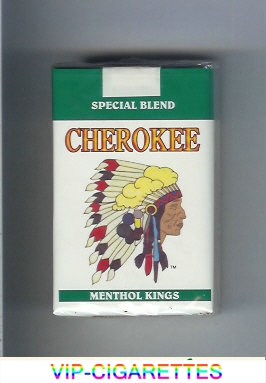 SPECIAL BLEND
CHEROKEE
TM
MENTHOL KINGS
VIP-CIGARETTES